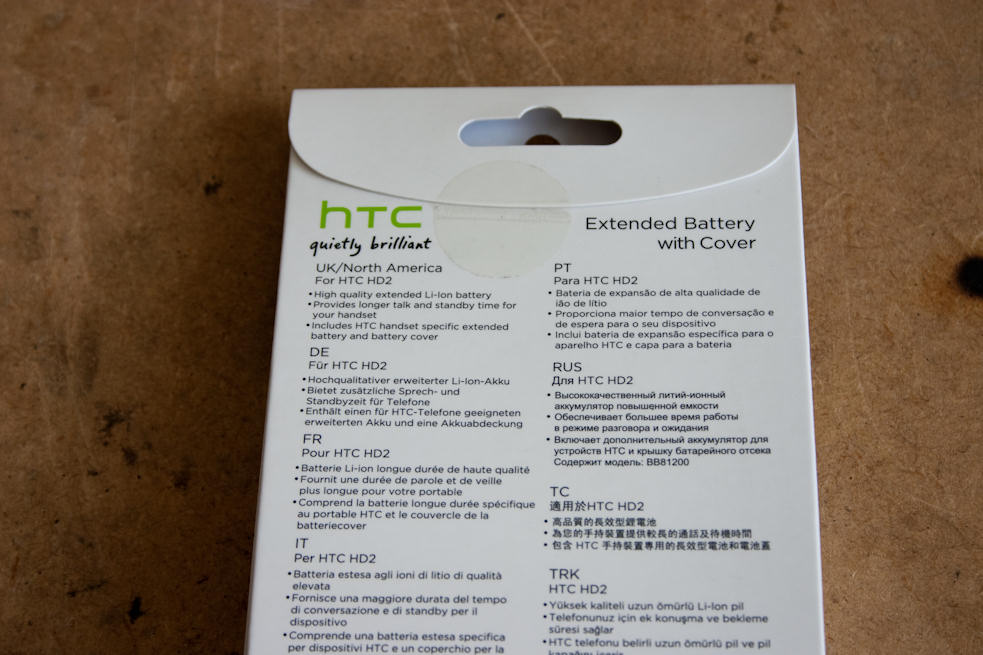 hTC
quietly brilliant
Extended Battery
with Cover
UK/North America
For HTC HD2
•High quality extended Li-Ion battery
•Provides longer talk and standby time for
your handset
•Includes HTC handset specific extended
battery and battery cover
DE
Für HTC HD2
•Hochqualitativer erweiterter Li-Ion-Akku
•Bietet zusätzliche Sprech- und
Standbyzeit für Telefone
•Enthält einen für HTC-Telefone geeigneten
erweiterten Akku und eine Akkuabdeckung
FR
Pour HTC HD2
•Batterie Li-ion longue durée de haute qualité
•Fournit une durée de parole et de veille
plus longue pour votre portable
•Comprend la batterie longue durée spécifique
au portable HTC et le couvercle de la
batteriecover
IT
Per HTC HD2
•Batteria estesa agli ioni di litio di qualità
elevata
•Fornisce una maggiore durata del tempo
di conversazione e di standby per il
dispositivo
•Comprende una batteria estesa specifica
per dispositivi HTC e un coperchio per la
PT
Para HTC HD2
• Bateria de expansão de alta qualidade de
ião de lítio
• Proporciona maior tempo de conversação e
de espera para o seu dispositivo
• Inclui bateria de expansão específica para o
aparelho HTC e capa para a bateria
RUS
Для HTC HD2
• Высококачественный литий-ионный
аккумулятор повышенной емкости
• Обеспечивает большее время работы
в режиме разговора и ожидания
• Включает дополнительный аккумулятор для
устройств HTC и крышку батарейного отсека
Содержит модель: BB81200
TC
適用於HTC HD2
• 高品質的長效型鋰電池
• 為您的手持裝置提供較長的通話及待機時間
• 包含 HTC 手持裝置專用的長效型電池和電池蓋
TRK
HTC HD2
•Yüksek kaliteli uzun ömürlü Li-Ion pil
•Telefonunuz için ek konuşma ve bekleme
süresi sağlar
•HTC telefonu belirli uzun ömürlü pil ve pil
kapağını içerir